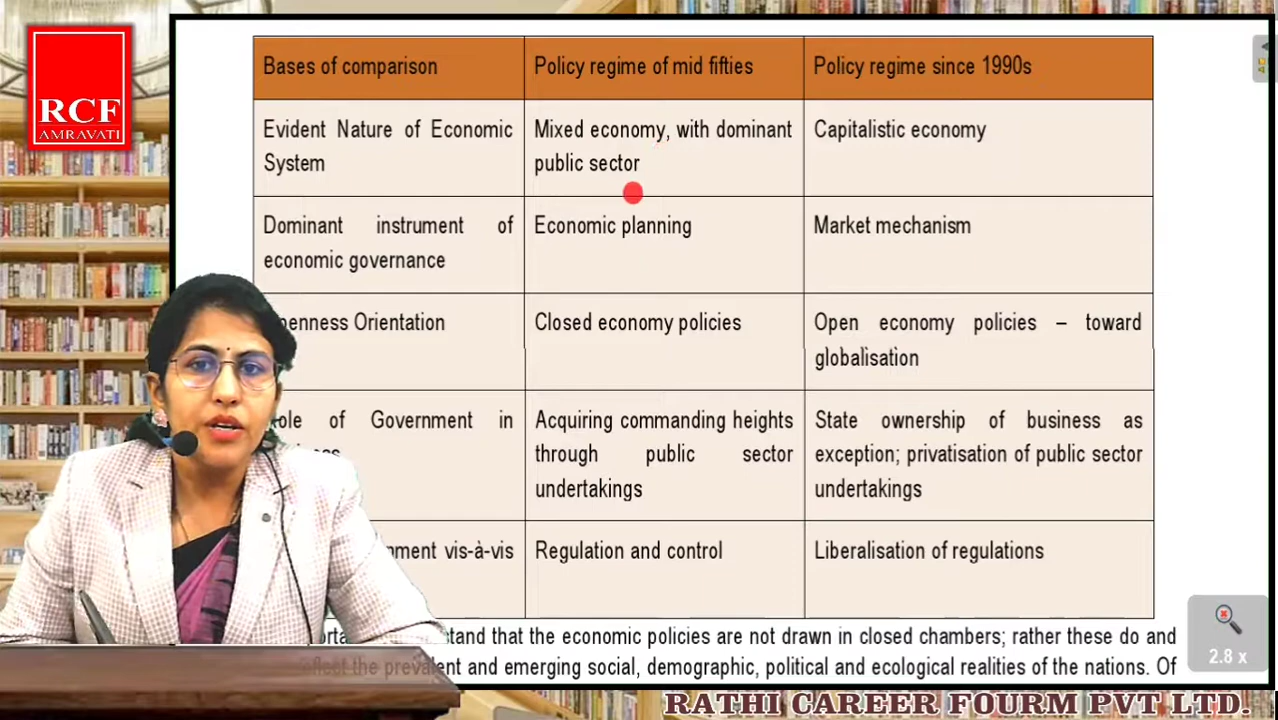 RCF
AMRAVATI
Bases of comparison
Policy regime of mid fifties
Policy regime since 1990s
Evident Nature of Economic
System
Mixed economy, with dominant
public sector
Capitalistic economy
Dominant instrument of
economic governance
Economic planning
Market mechanism
Orientation
Closed economy policies
Open economy policies – toward
globalisation
of Government in
Acquiring commanding heights
through public sector
undertakings
State ownership of business as
exception; privatisation of public sector
undertakings
vis-à-vis
Regulation and control
Liberalisation of regulations
that the economic policies are not drawn in closed chambers; rather these do and
the prevalent and emerging social, demographic, political and ecological realities of the nations. Of
2.8 x
RATHI CAREER FOURM PVT LTD.